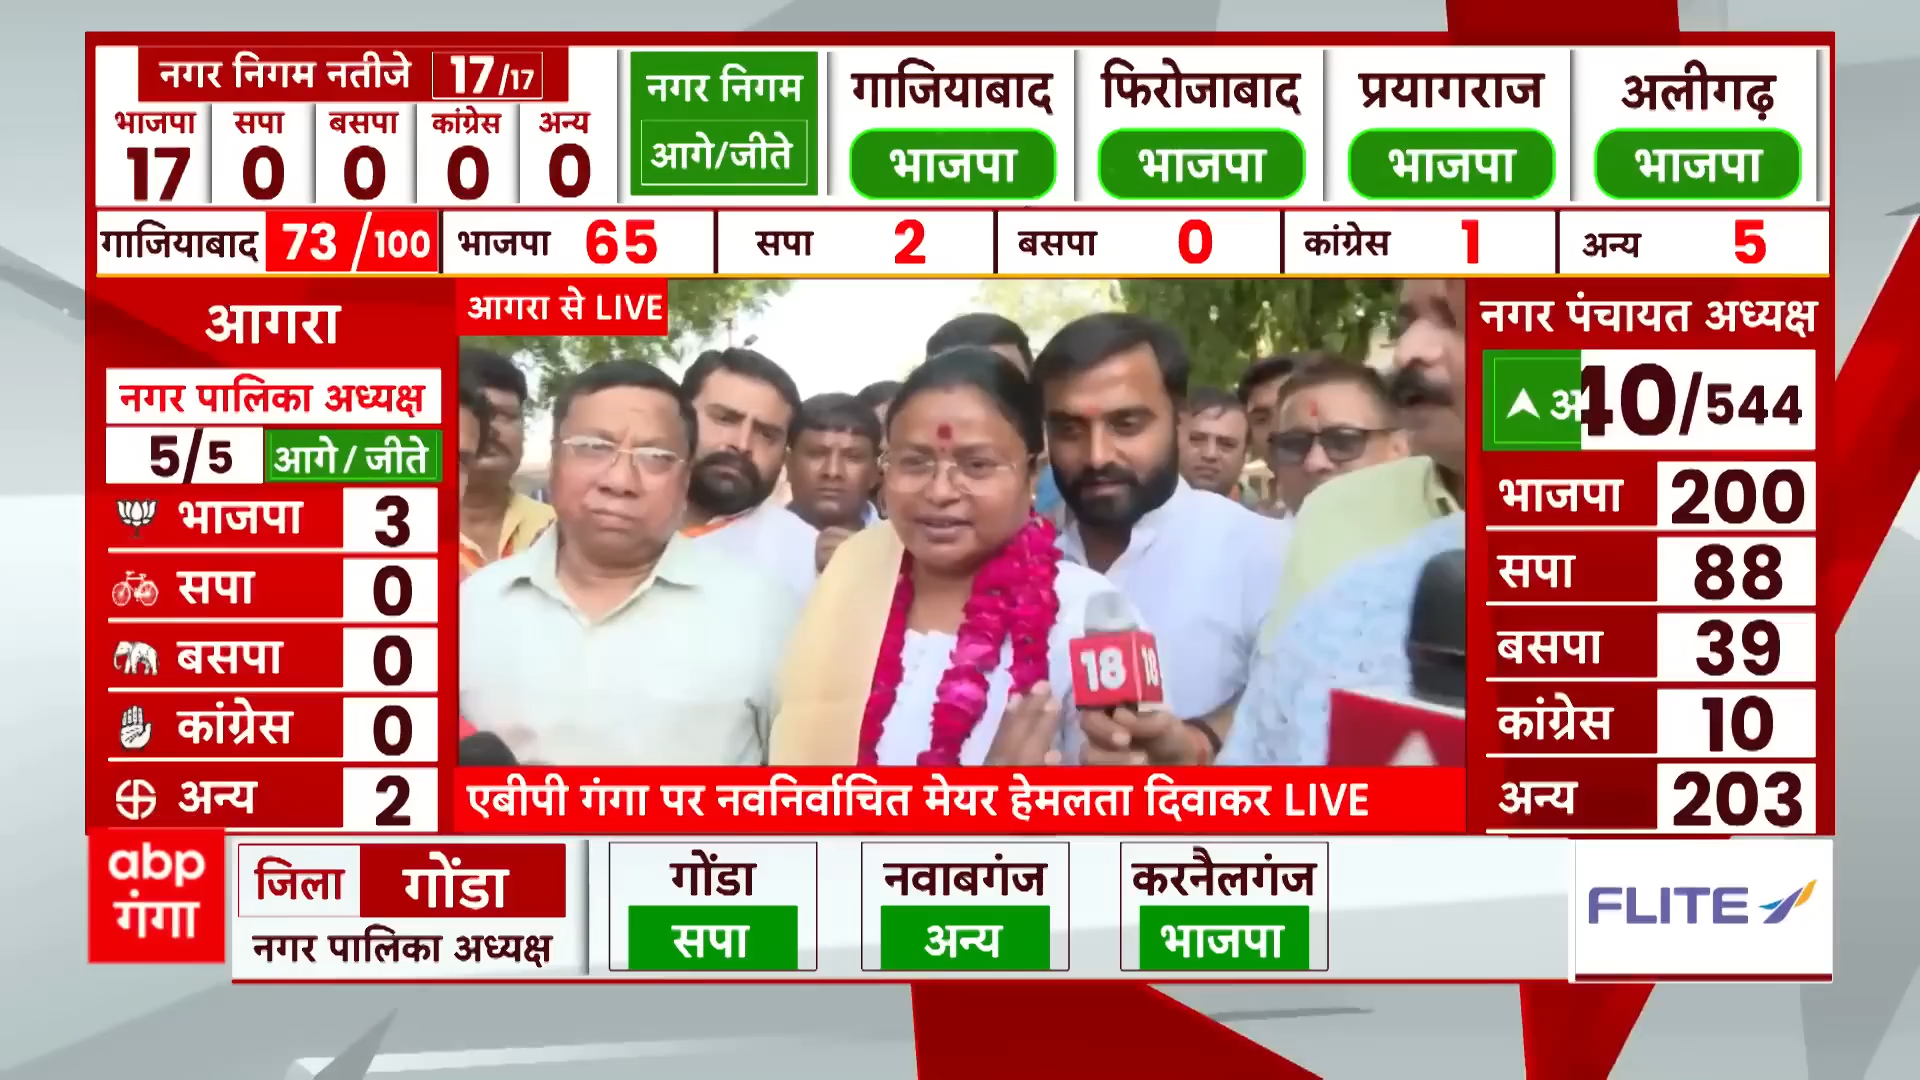 नगर निगम नतीजे 17/17
भाजपा सपा बसपा कांग्रेस अन्य
17 0 0 0 0
नगर निगम
आगे/जीते
गाजियाबाद फिरोजाबाद प्रयागराज अलीगढ़
भाजपा भाजपा भाजपा भाजपा
गाजियाबाद 73/100 भाजपा 65 सपा 2 बसपा 0 कांग्रेस 1 अन्य 5
आगरा
नगर पालिका अध्यक्ष
5/5 आगे/जीते
भाजपा 3
सपा 0
बसपा 0
कांग्रेस 0
अन्य 2
आगरा से LIVE
18 18
एबीपी गंगा पर नवनिर्वाचित मेयर हेमलता दिवाकर LIVE
नगर पंचायत अध्यक्ष
40/544
भाजपा 200
सपा 88
बसपा 39
कांग्रेस 10
अन्य 203
abp
गंगा
जिला गोंडा
नगर पालिका अध्यक्ष
गोंडा नवाबगंज करनैलगंज
सपा अन्य भाजपा
FLITE